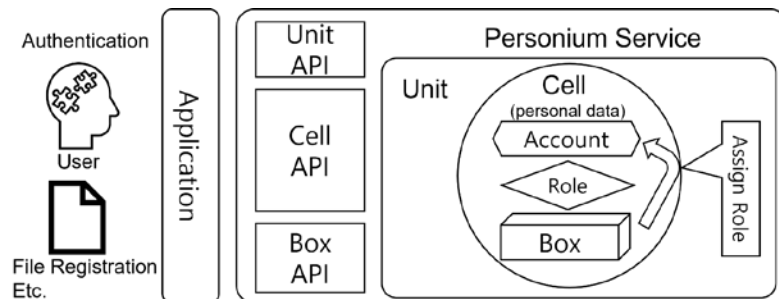 Authentication
User
File Registration
Etc.
Application
Unit
API
Cell
API
Box
API
Personium Service
Unit
Cell
(personal data)
Account
Role
Box
Assign Role